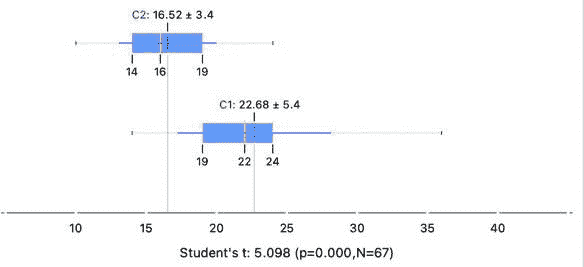 C2: 16.52 ± 3.4
14 16 19
C1: 22.68 ± 5.4
19 22 24
10 15 20 25 30 35 40
Student's t: 5.098 (p=0.000,N=67)